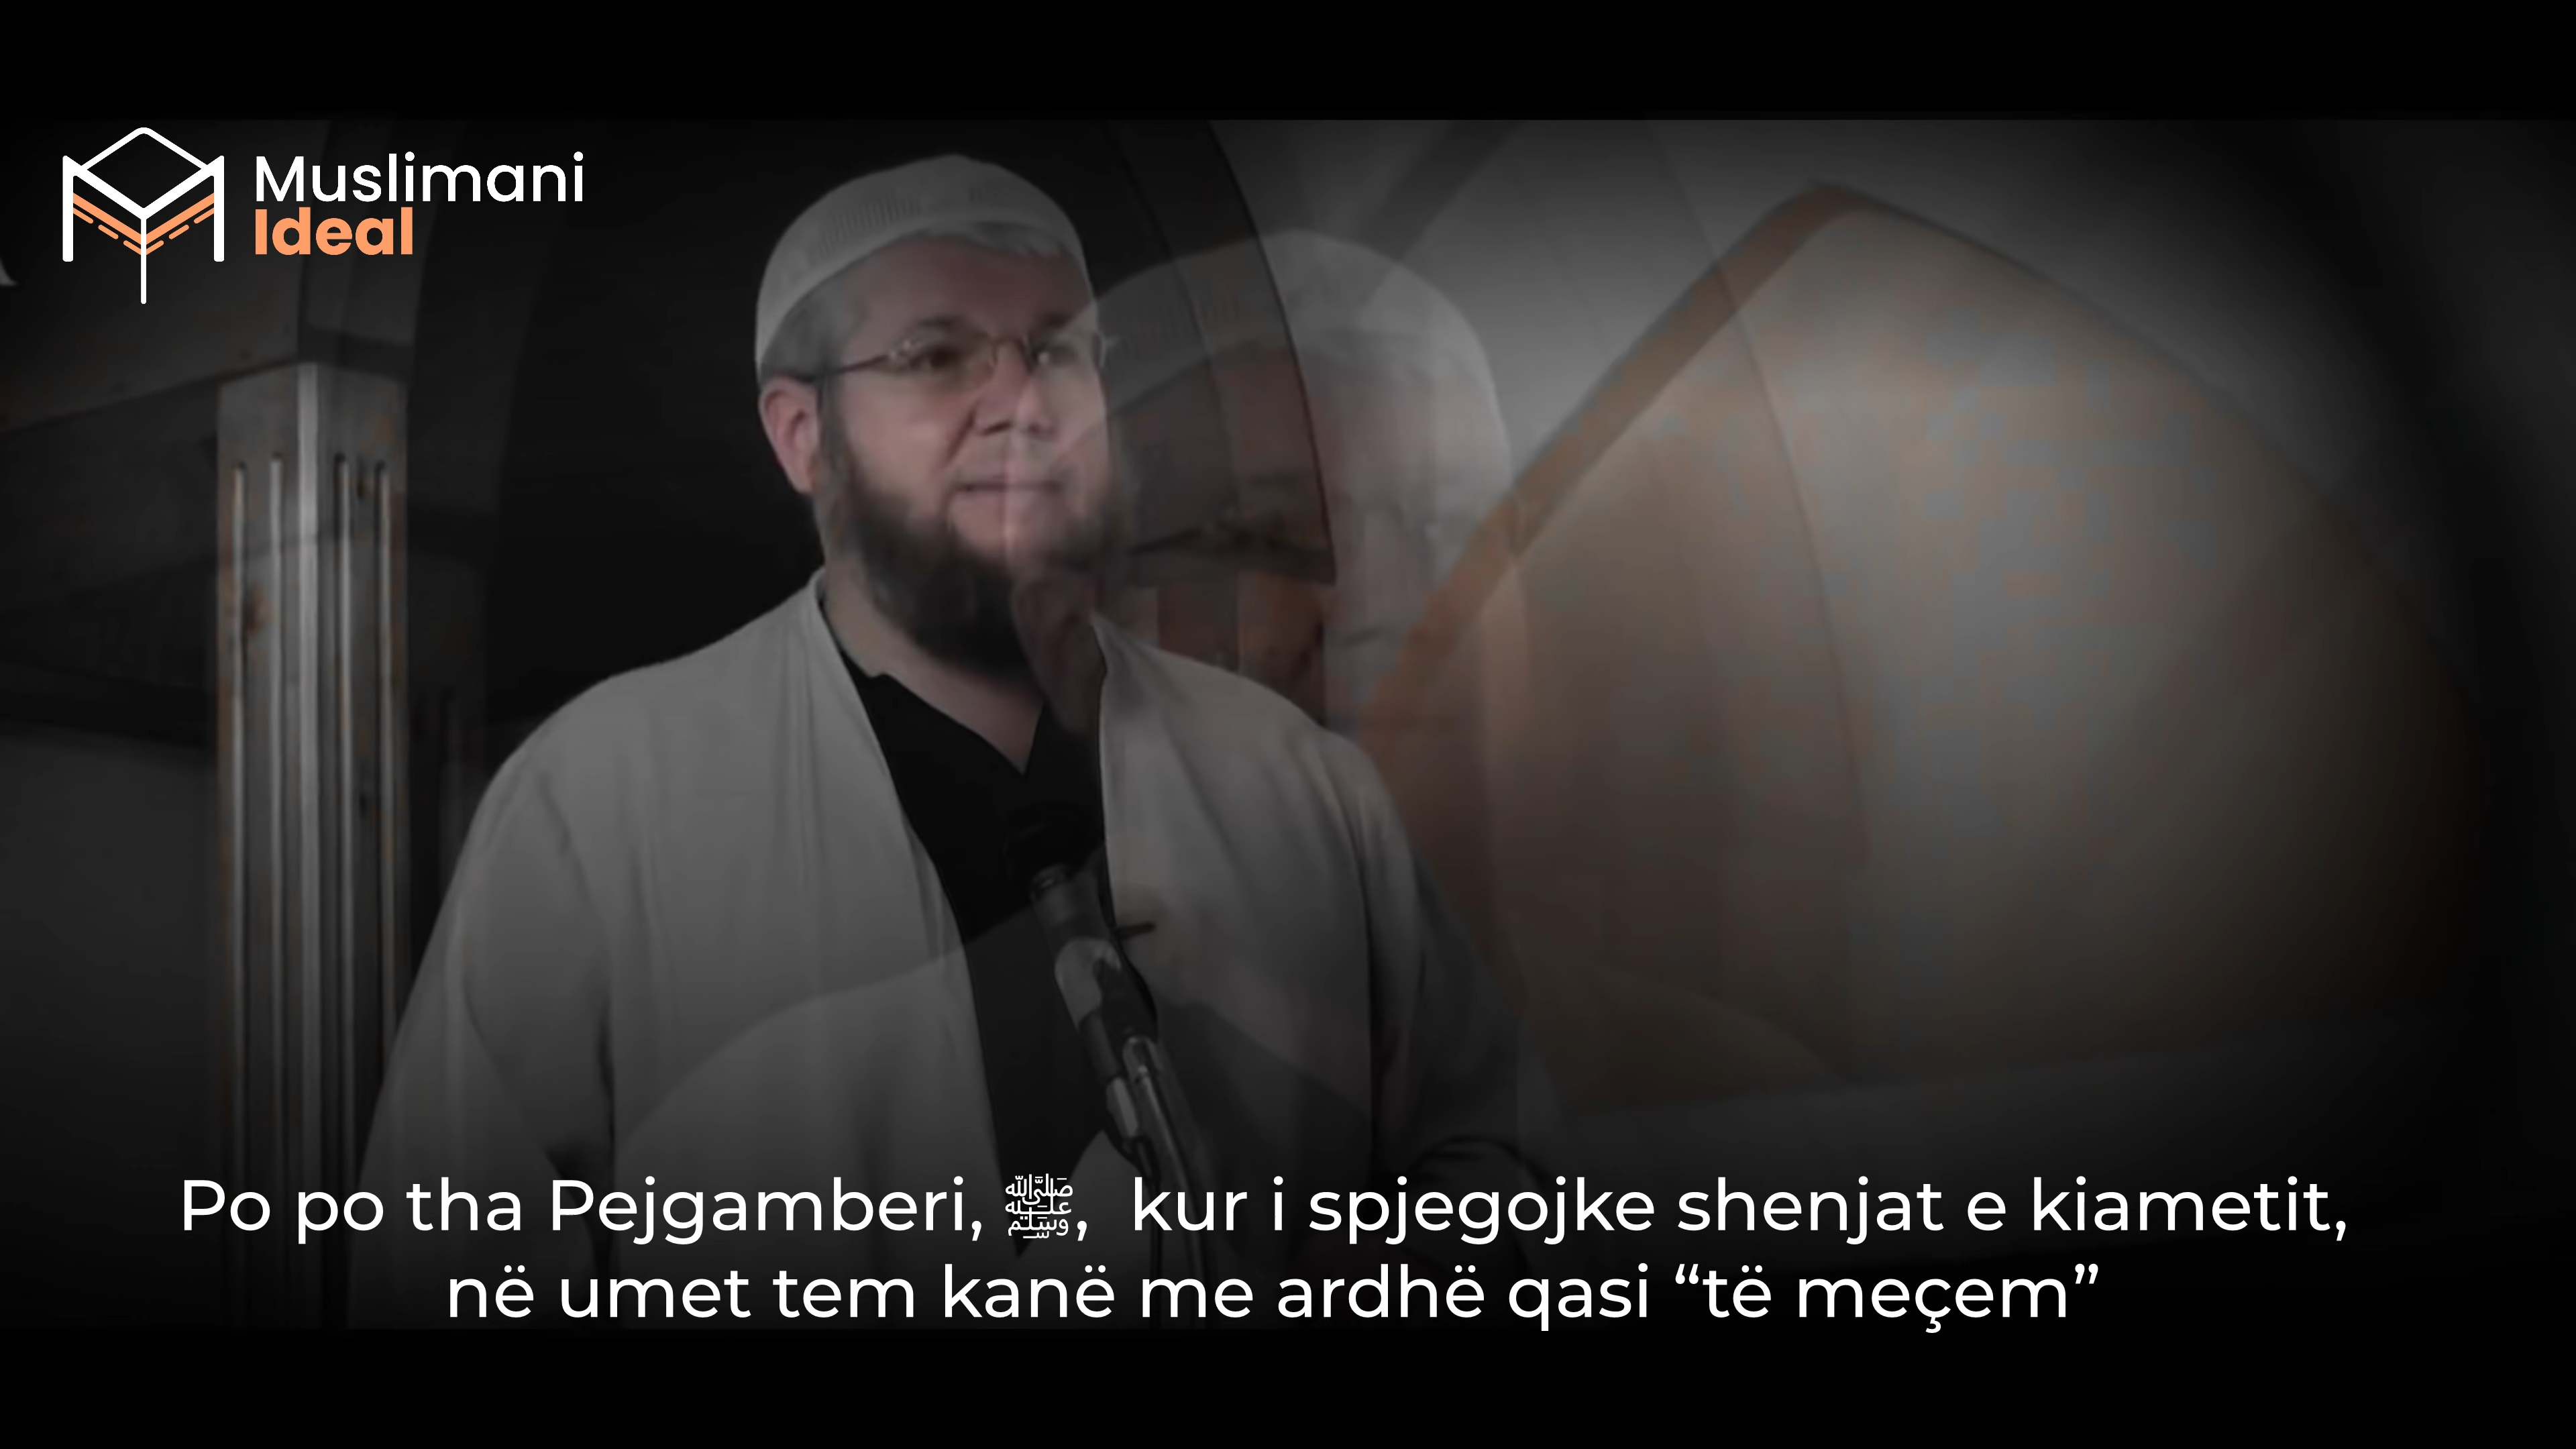 Muslimani
Ideal
Po po tha Pejgamberi, ﷺ, kur i spjegojke shenjat e kiametit,
në umet tem kanë me ardhë qasi “të meçem”